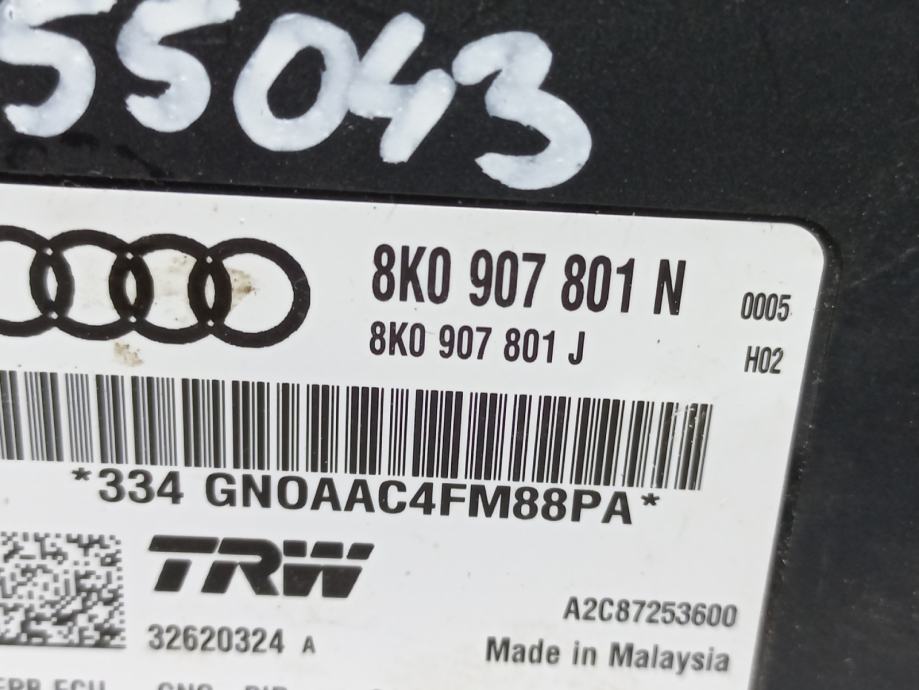 55043
8K0 907 801 N 0005
8K0 907 801 J H02
*334 GNOAAC4FM88PA*
TRW
32620324 A
A2C87253600
Made in Malaysia